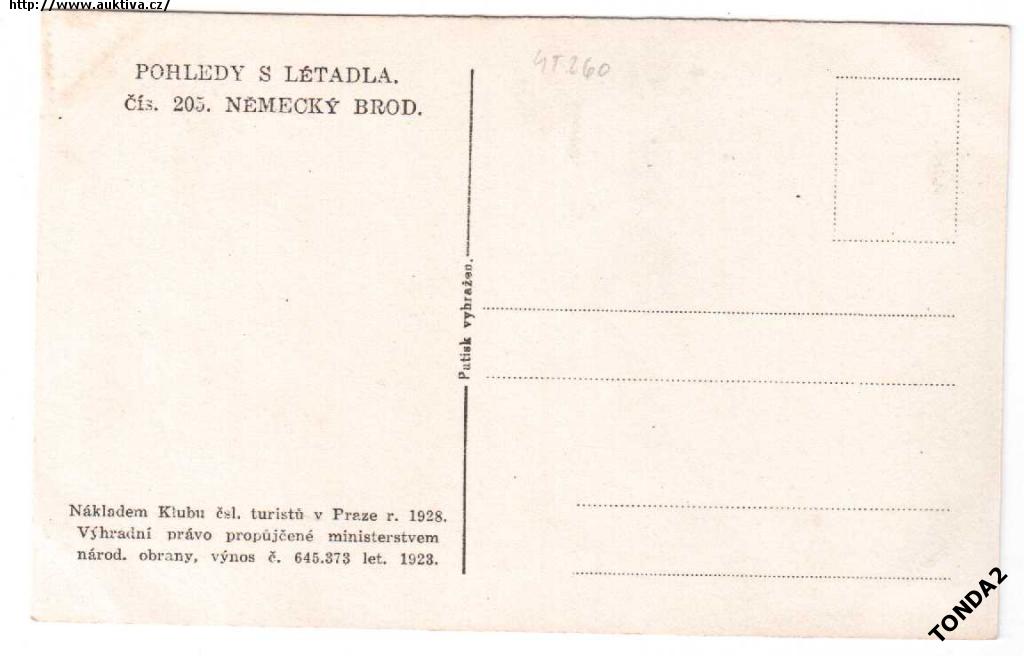 http://www.auktiva.cz/
POHLEDY S LÉTADLA.
čís. 205. NĚMECKÝ BROD.
4T260
Patisk vyhražen.
Nákladem Klubu čsl. turistů v Praze r. 1928.
Výhradní právo propůjčené ministerstvem
národ. obrany, výnos č. 645.373 let. 1923.
TONDA2